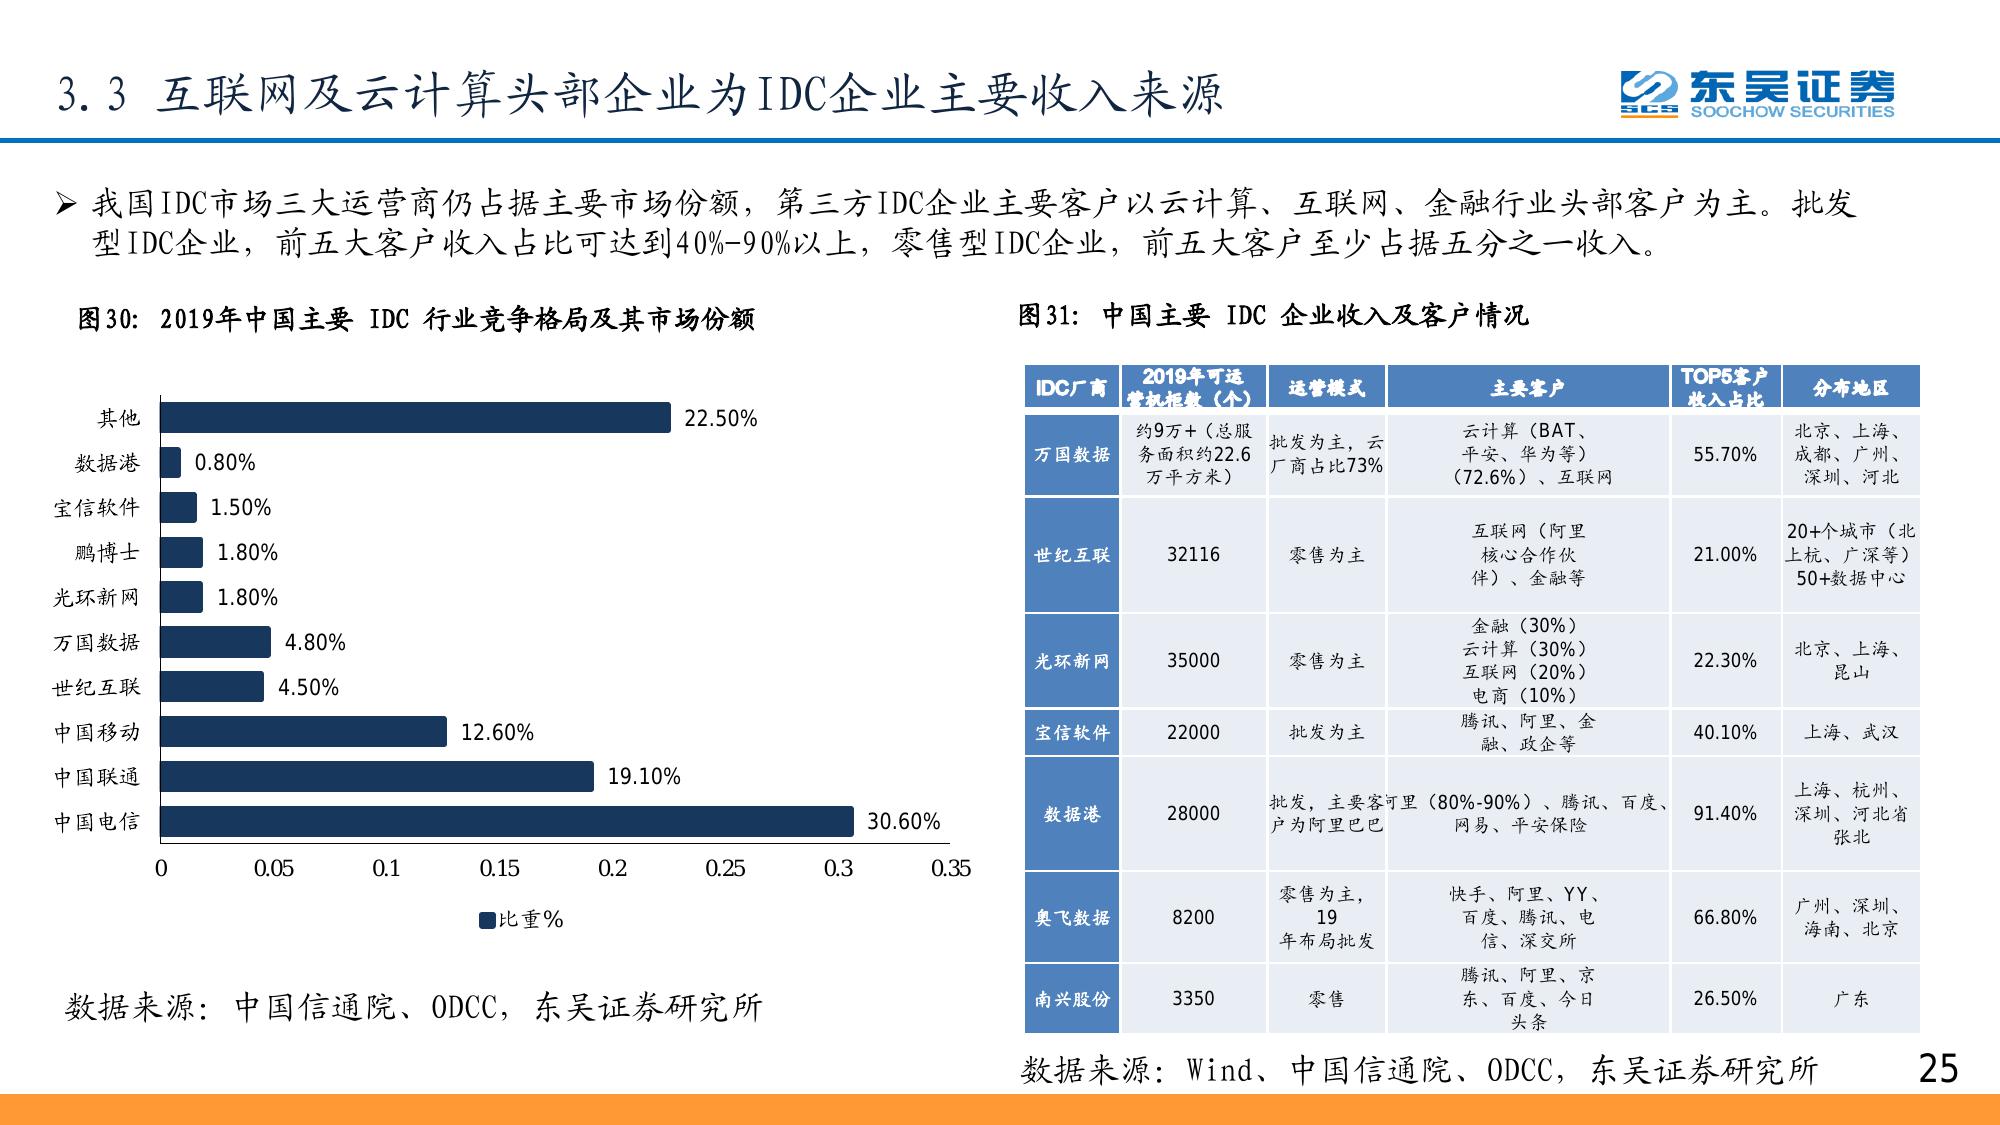 3.3 互联网及云计算头部企业为IDC企业主要收入来源
SCS
东吴证券
SOOCHOW SECURITIES
我国IDC市场三大运营商仍占据主要市场份额，第三方IDC企业主要客户以云计算、互联网、金融行业头部客户为主。批发
型IDC企业，前五大客户收入占比可达到40%-90%以上，零售型IDC企业，前五大客户至少占据五分之一收入。
图30: 2019年中国主要 IDC 行业竞争格局及其市场份额
其他 22.50%
数据港 0.80%
宝信软件 1.50%
鹏博士 1.80%
光环新网 1.80%
万国数据 4.80%
世纪互联 4.50%
中国移动 12.60%
中国联通 19.10%
中国电信 30.60%
0 0.05 0.1 0.15 0.2 0.25 0.3 0.35
比重%
数据来源: 中国信通院、ODCC, 东吴证券研究所
图31: 中国主要 IDC 企业收入及客户情况
IDC厂商
2019年可运
营机柜数（个）
运营模式
主要客户
TOP5客户
收入占比
分布地区
万国数据
约9万+（总服
务面积约22.6
万平方米）
批发为主，云
厂商占比73%
云计算（BAT、
平安、华为等）
（72.6%）、互联网
55.70%
北京、上海、
成都、广州、
深圳、河北
世纪互联
32116
零售为主
互联网（阿里
核心合作伙
伴）、金融等
21.00%
20+个城市（北
上杭、广深等）
50+数据中心
光环新网
35000
零售为主
金融（30%）
云计算（30%）
互联网（20%）
电商（10%）
22.30%
北京、上海、
昆山
宝信软件
22000
批发为主
腾讯、阿里、金
融、政企等
40.10%
上海、武汉
数据港
28000
批发，主要客
户为阿里巴巴
阿里（80%-90%）、腾讯、百度、
网易、平安保险
91.40%
上海、杭州、
深圳、河北省
张北
奥飞数据
8200
零售为主，
19
年布局批发
快手、阿里、YY、
百度、腾讯、电
信、深交所
66.80%
广州、深圳、
海南、北京
南兴股份
3350
零售
腾讯、阿里、京
东、百度、今日
头条
26.50%
广东
数据来源: Wind、中国信通院、ODCC, 东吴证券研究所
25